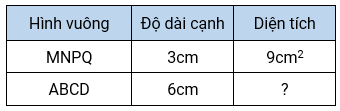 Hình vuông Độ dài cạnh Diện tích
MNPQ 3cm 9cm²
ABCD 6cm ?